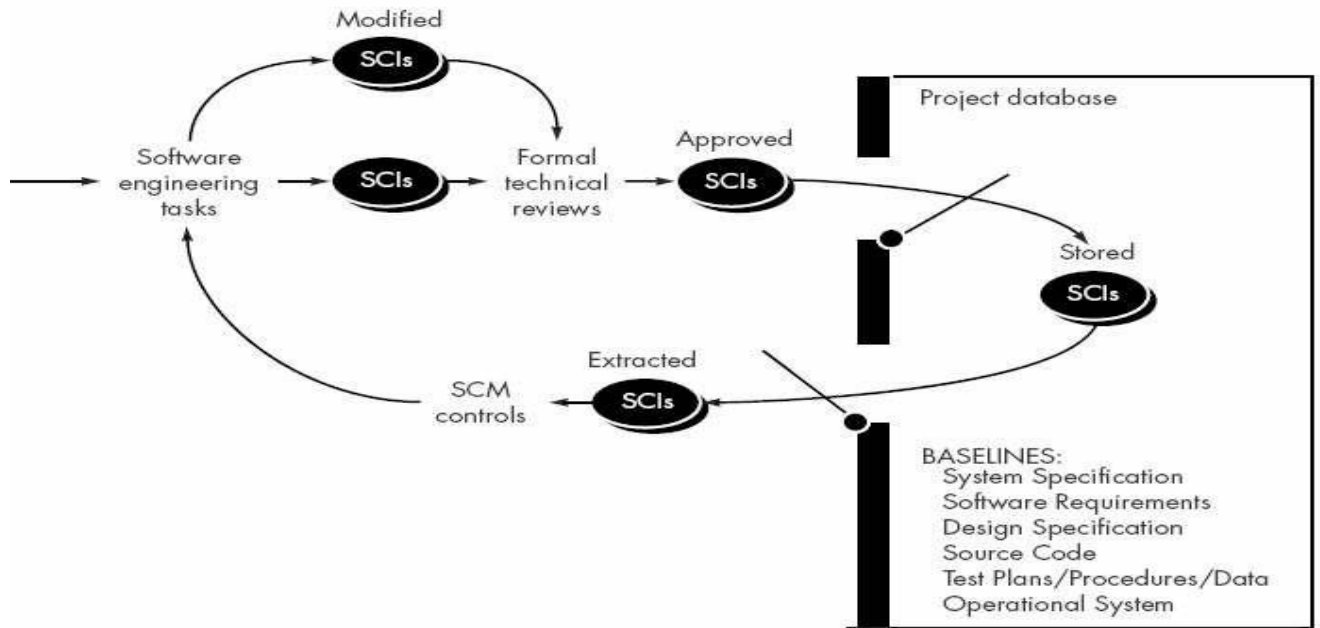 Modified
SCIs
Project database
Approved
Software
engineering
tasks
SCIs
Formal
technical
reviews
SCIs
Stored
SCIs
Extracted
SCM
controls
SCIs
BASELINES:
System Specification
Software Requirements
Design Specification
Source Code
Test Plans/Procedures/Data
Operational System